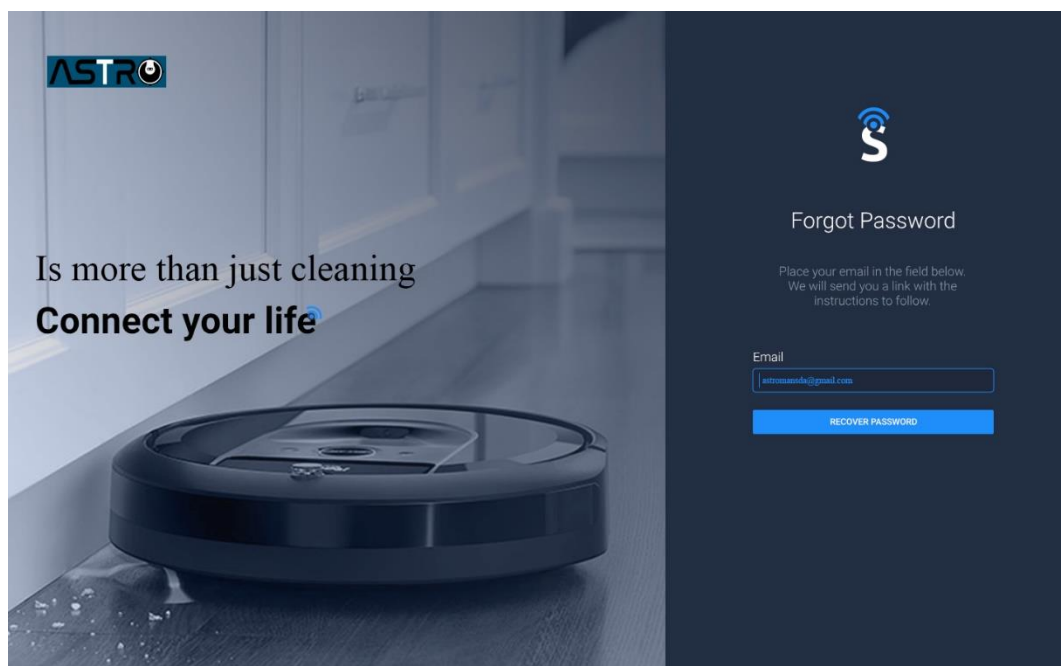 ASTRO
Is more than just cleaning
Connect your life
S
Forgot Password
Place your email in the field below.
We will send you a link with the
instructions to follow.
Email
astromansda@gmail.com
RECOVER PASSWORD